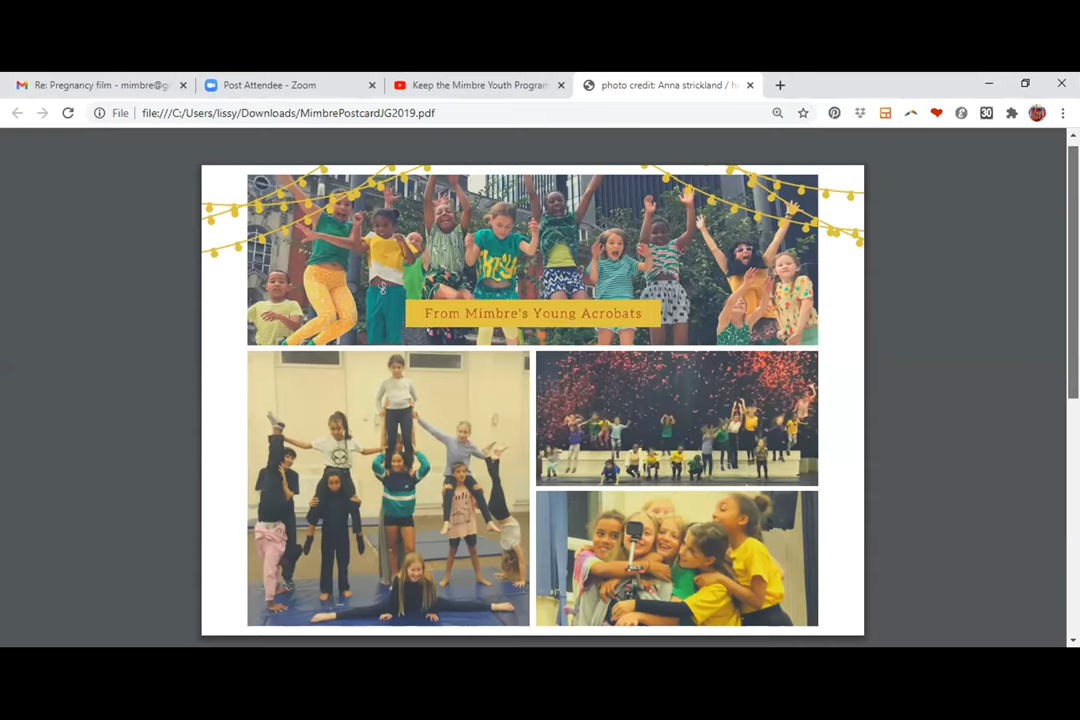 Re: Pregnancy film - mimbre@g
Post Attendee - Zoom
Keep the Mimbre Youth Program
photo credit: Anna strickland / h
File
file:///C:/Users/lissy/Downloads/MimbrePostcardJG2019.pdf
30
From Mimbre's Young Acrobats